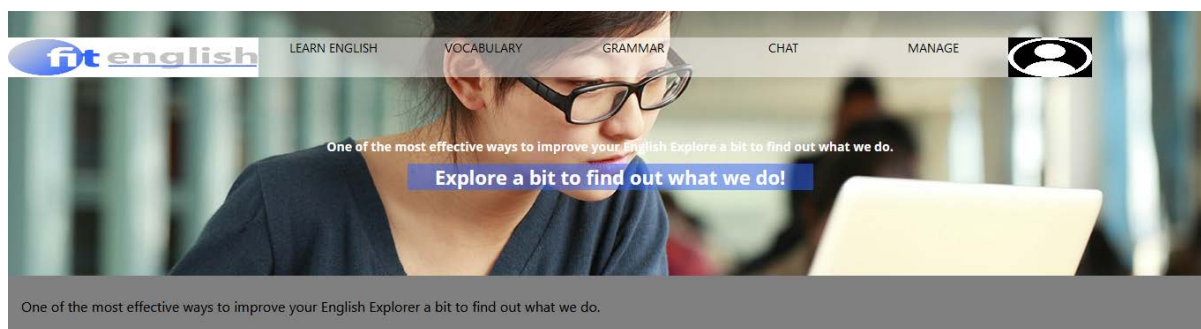 fit english
LEARN ENGLISH VOCABULARY GRAMMAR CHAT MANAGE
One of the most effective ways to improve your English Explore a bit to find out what we do.
Explore a bit to find out what we do!
One of the most effective ways to improve your English Explorer a bit to find out what we do.